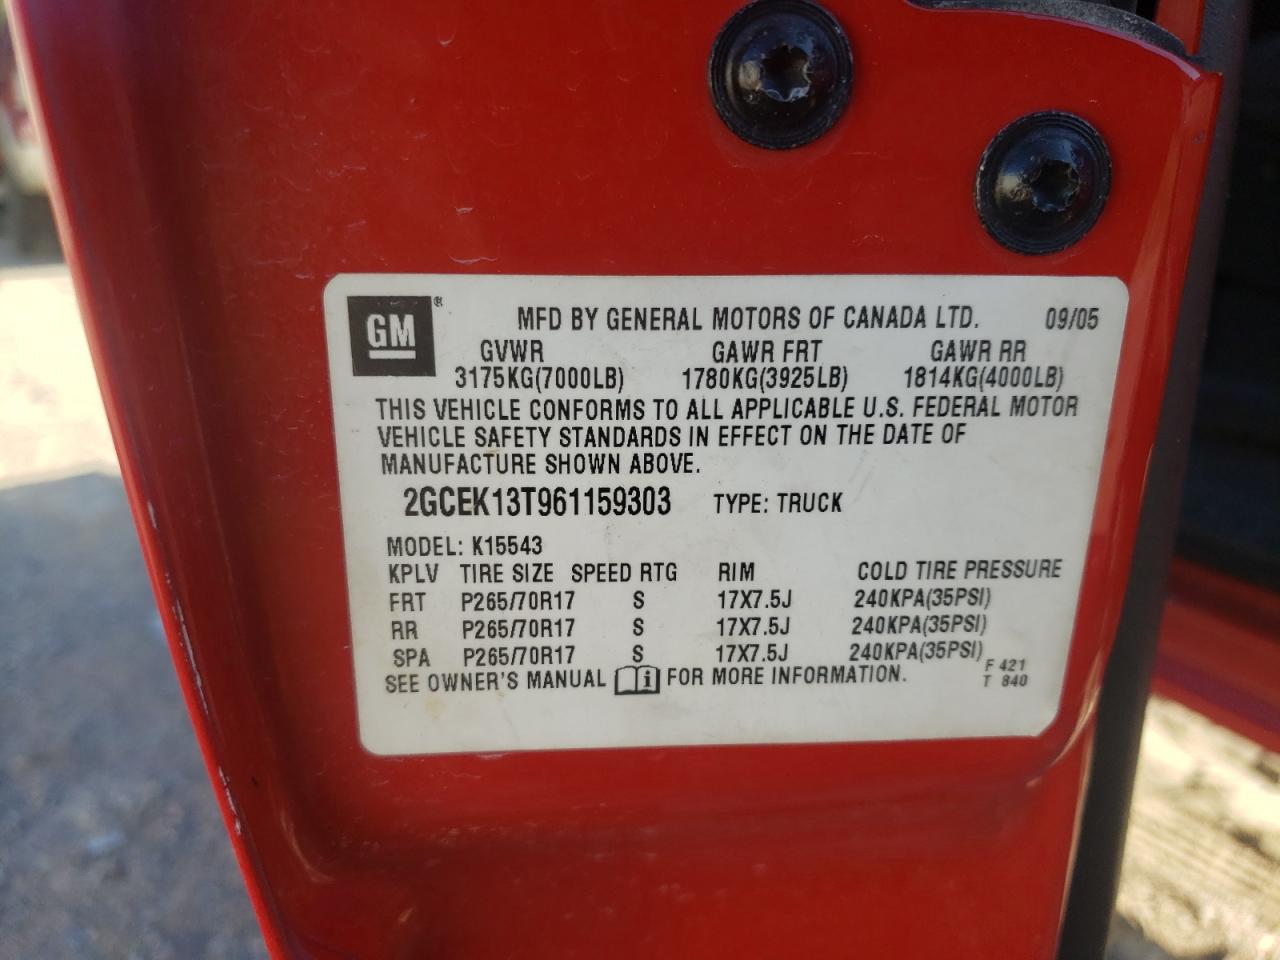 GM ® MFD BY GENERAL MOTORS OF CANADA LTD. 09/05
GVWR GAWR FRT GAWR RR
3175KG(7000LB) 1780KG(3925LB) 1814KG(4000LB)
THIS VEHICLE CONFORMS TO ALL APPLICABLE U.S. FEDERAL MOTOR
VEHICLE SAFETY STANDARDS IN EFFECT ON THE DATE OF
MANUFACTURE SHOWN ABOVE.
2GCEK13T961159303 TYPE: TRUCK
MODEL: K15543
KPLV TIRE SIZE SPEED RTG RIM COLD TIRE PRESSURE
FRT P265/70R17 S 17X7.5J 240KPA(35PSI)
RR P265/70R17 S 17X7.5J 240KPA(35PSI)
SPA P265/70R17 S 17X7.5J 240KPA(35PSI)
SEE OWNER'S MANUAL i FOR MORE INFORMATION.
F 421
T 840